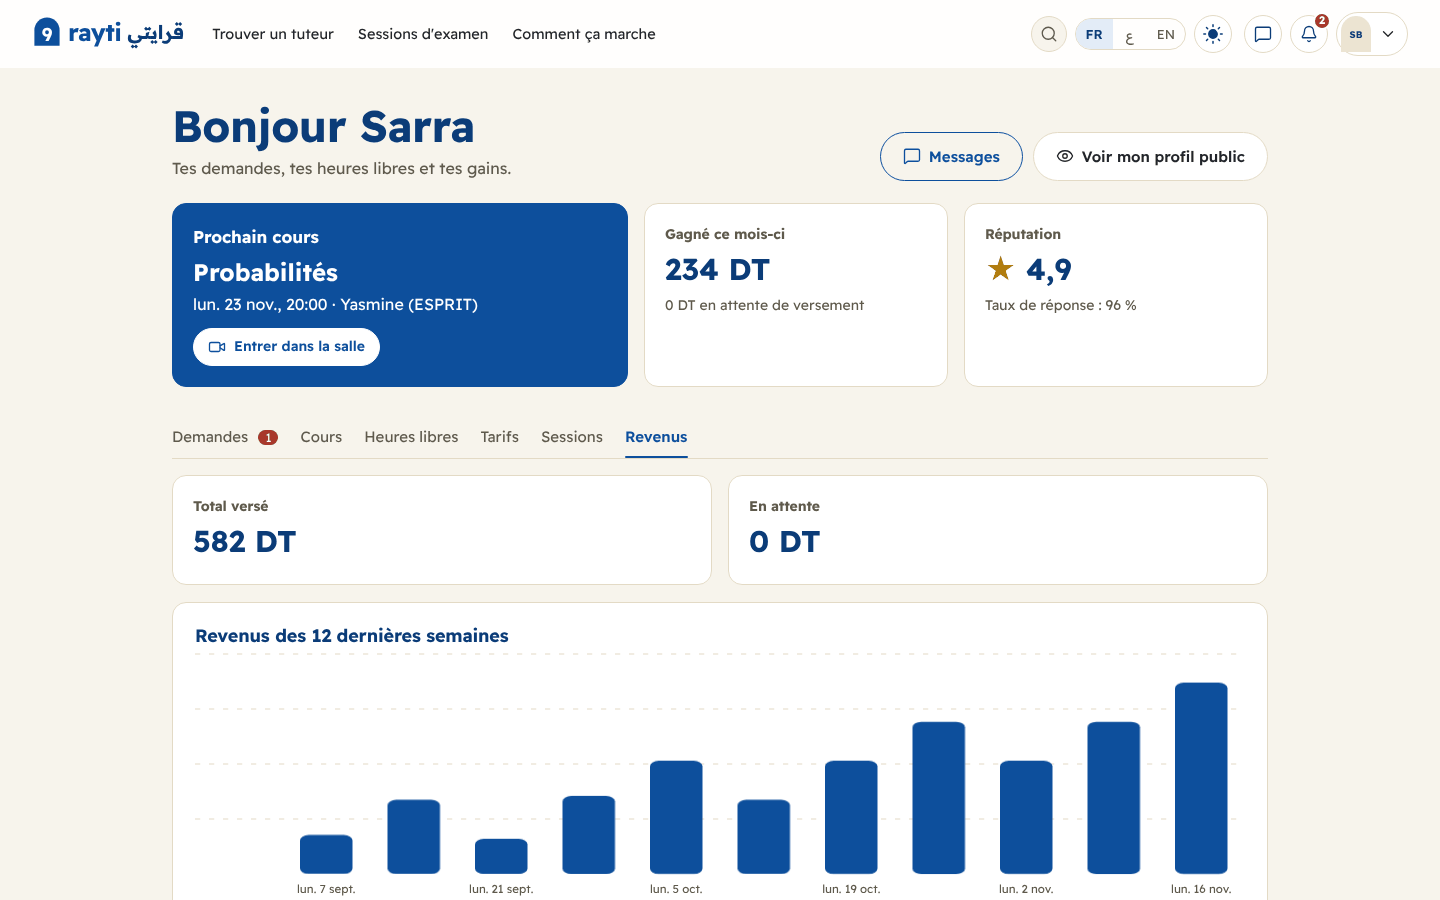 9 rayti قرايتي Trouver un tuteur Sessions d'examen Comment ça marche FR ع EN 2 SB
Bonjour Sarra
Tes demandes, tes heures libres et tes gains.
Messages Voir mon profil public
Prochain cours
Probabilités
lun. 23 nov., 20:00 · Yasmine (ESPRIT)
Entrer dans la salle
Gagné ce mois-ci
234 DT
0 DT en attente de versement
Réputation
4,9
Taux de réponse : 96 %
Demandes 1 Cours Heures libres Tarifs Sessions Revenus
Total versé
582 DT
En attente
0 DT
Revenus des 12 dernières semaines
lun. 7 sept. lun. 21 sept. lun. 5 oct. lun. 19 oct. lun. 2 nov. lun. 16 nov.